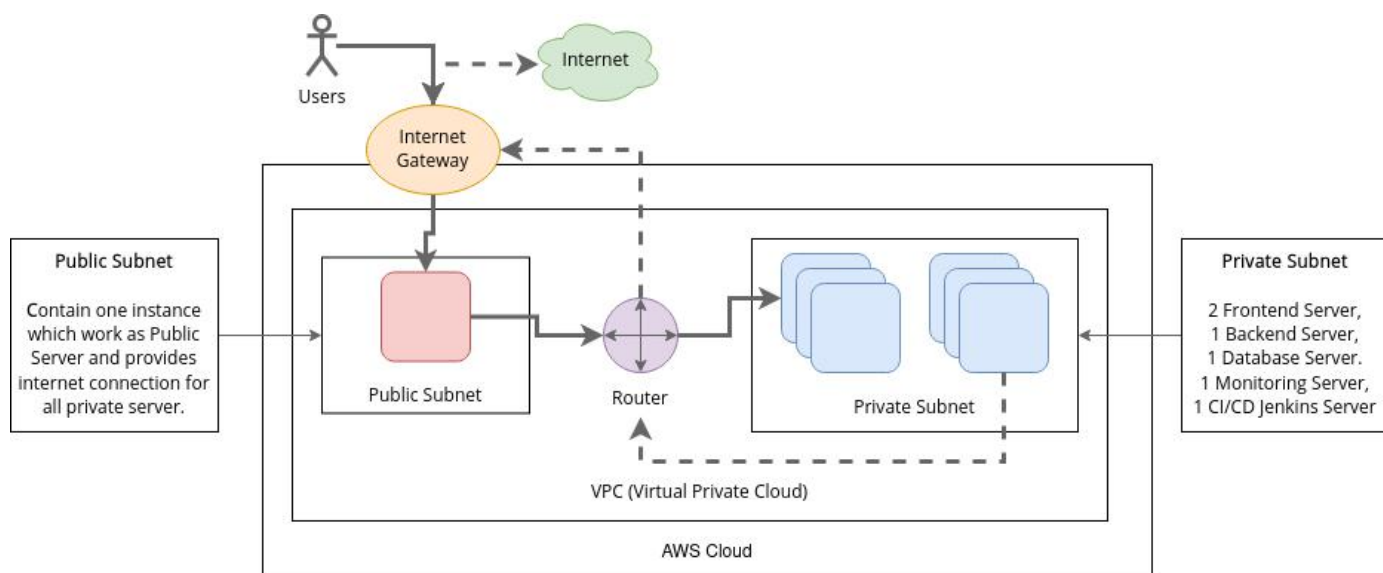 Users
Internet
Internet
Gateway
Public Subnet
Contain one instance
which work as Public
Server and provides
internet connection for
all private server.
Public Subnet
Router
Private Subnet
Private Subnet
2 Frontend Server,
1 Backend Server,
1 Database Server.
1 Monitoring Server,
1 CI/CD Jenkins Server
VPC (Virtual Private Cloud)
AWS Cloud